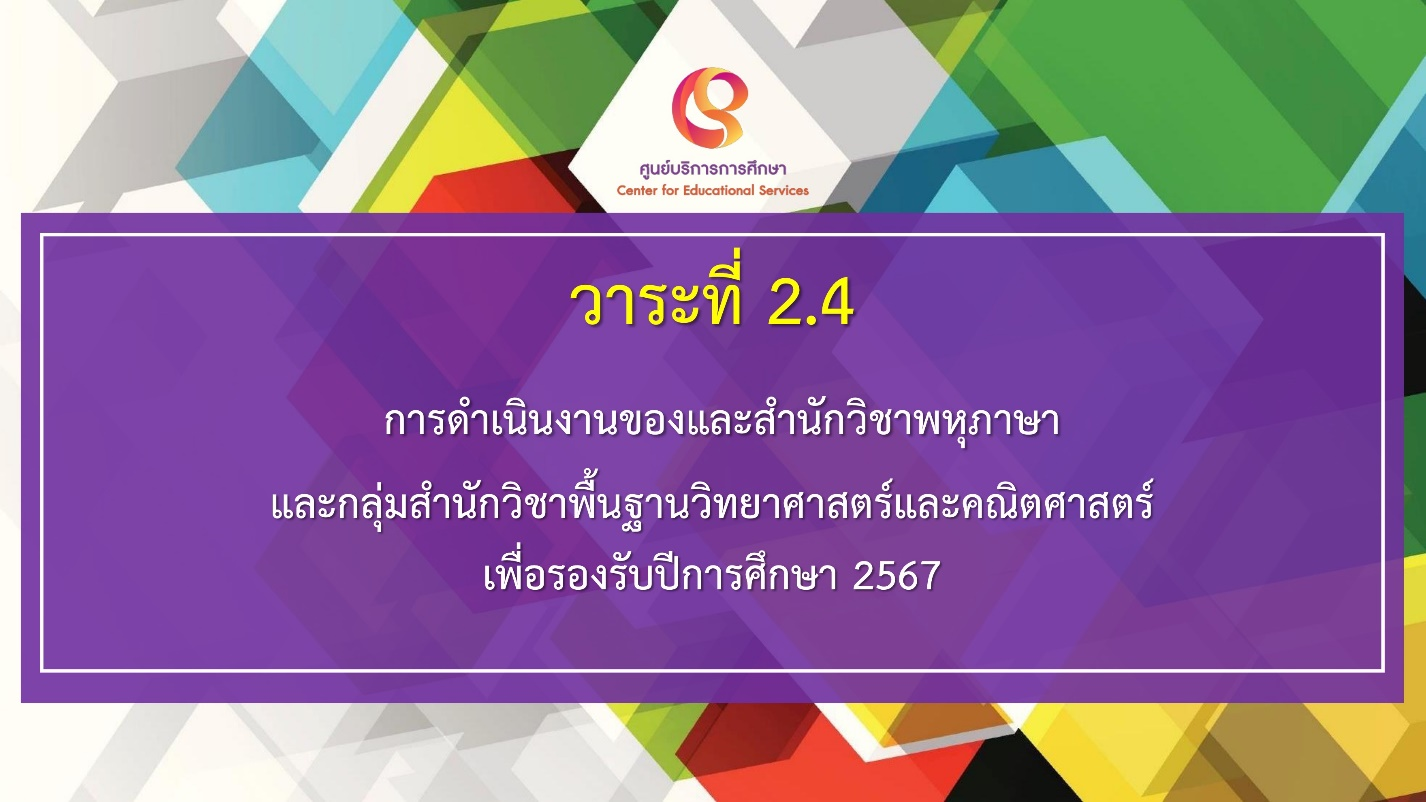 ศูนย์บริการการศึกษา
Center for Educational Services
วาระที่ 2.4
การดำเนินงานของและสำนักวิชาพหุภาษา
และกลุ่มสำนักวิชาพื้นฐานวิทยาศาสตร์และคณิตศาสตร์
เพื่อรองรับปีการศึกษา 2567